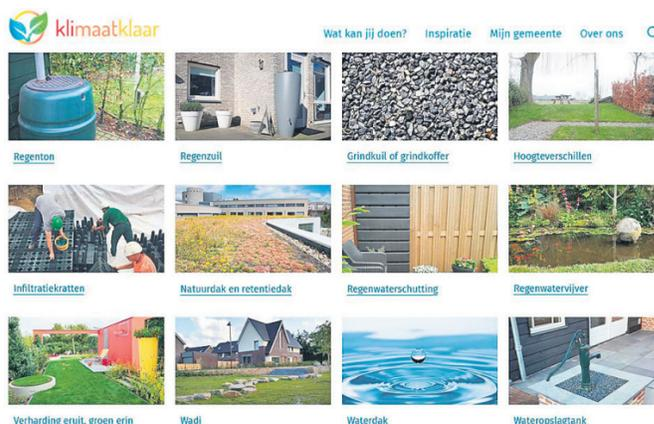 klimaatklaar
Wat kan jij doen? Inspiratie Mijn gemeente Over ons
Regenton Regenzuil Grindkuil of grindkoffer Hoogteverschillen
Infiltratiekratten Natuurdak en retentiedak Regenwaterschutting Regenwatervijver
Verharding eruit, groen erin Wadi Waterdak Wateropslagtank